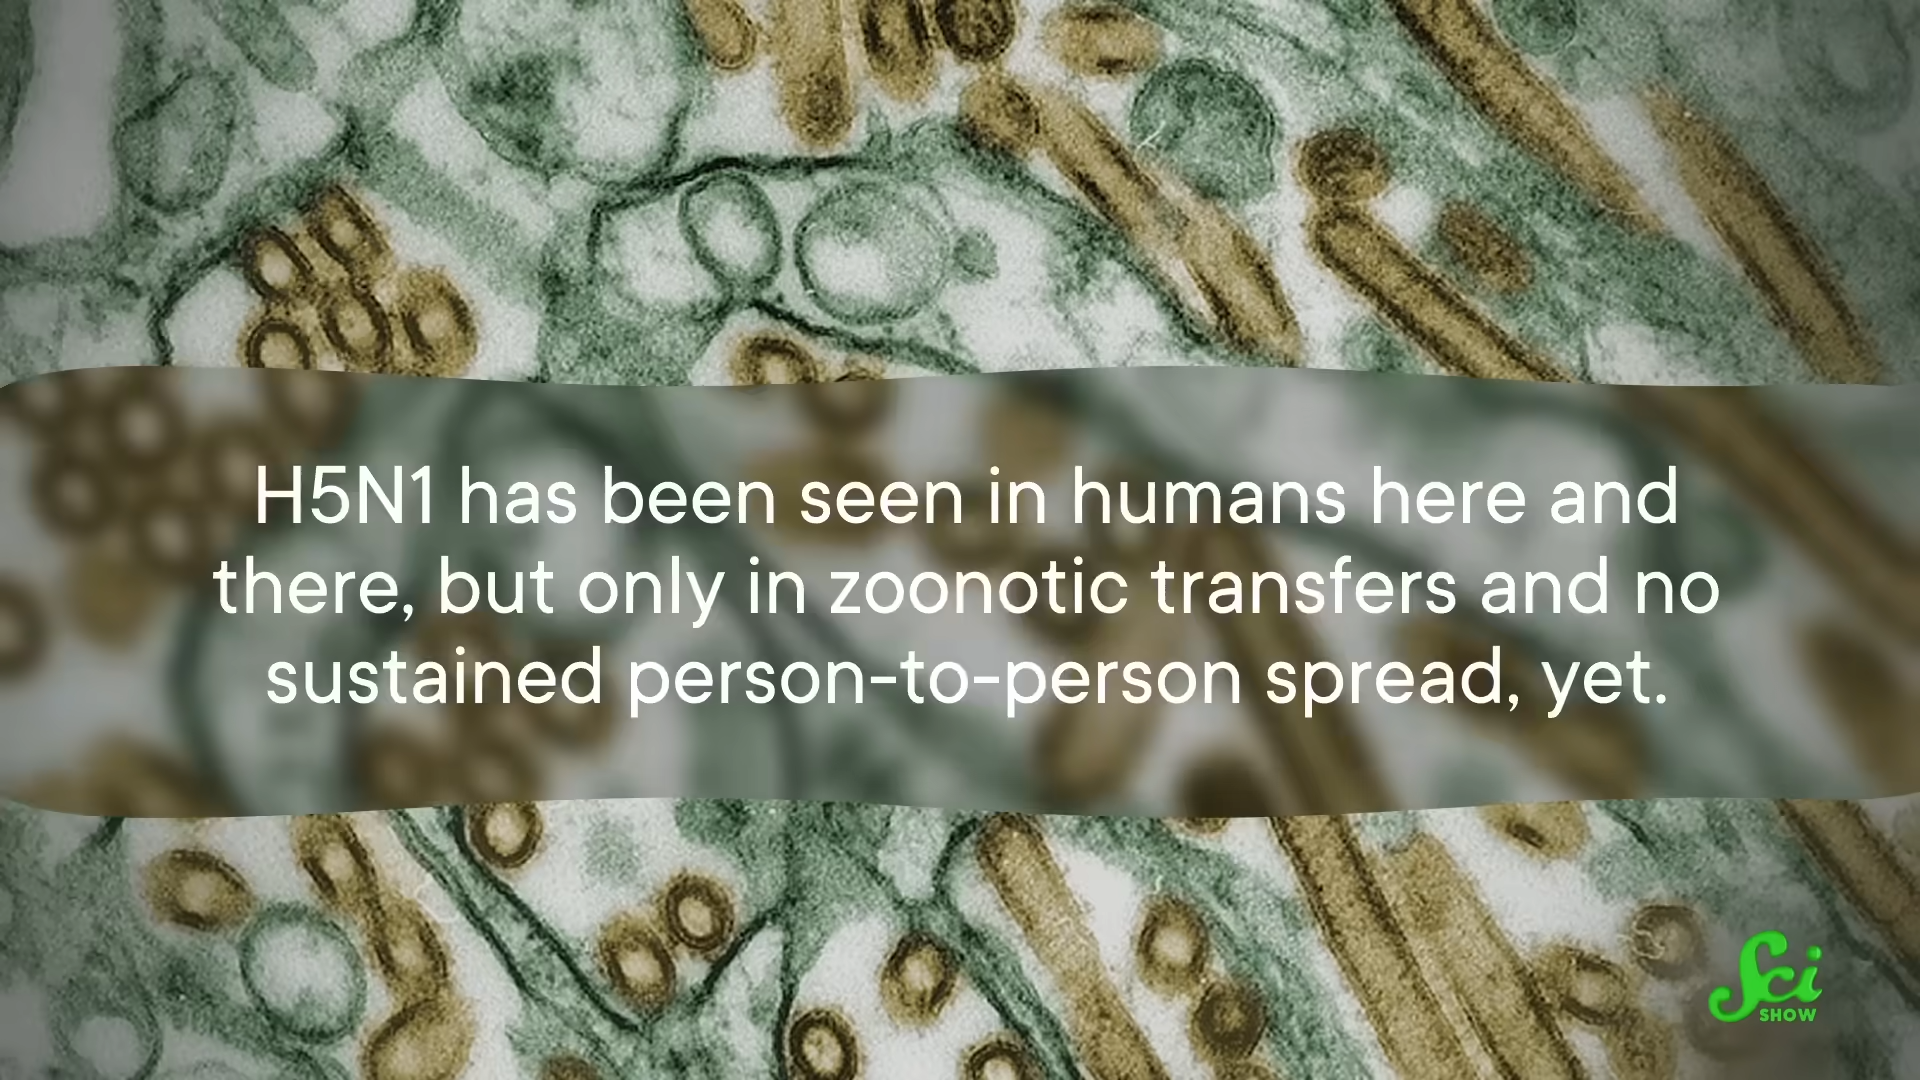 H5N1 has been seen in humans here and
there, but only in zoonotic transfers and no
sustained person-to-person spread, yet.
Sci
SHOW